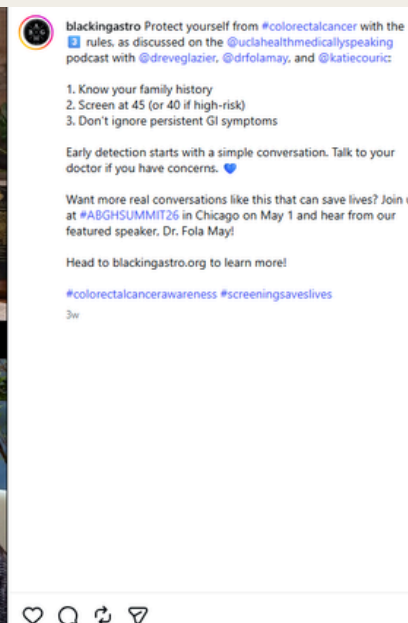 blackingastro Protect yourself from #colorectalcancer with the
3 rules, as discussed on the @uclahealthmedicallyspeaking
podcast with @dreveglazier, @drfolamay, and @katiecouric:
1. Know your family history
2. Screen at 45 (or 40 if high-risk)
3. Don't ignore persistent GI symptoms
Early detection starts with a simple conversation. Talk to your
doctor if you have concerns. 💙
Want more real conversations like this that can save lives? Join
at #ABGHSUMMIT26 in Chicago on May 1 and hear from our
featured speaker, Dr. Fola May!
Head to blackingastro.org to learn more!
#colorectalcancerawareness #screeningsaveslives
3w